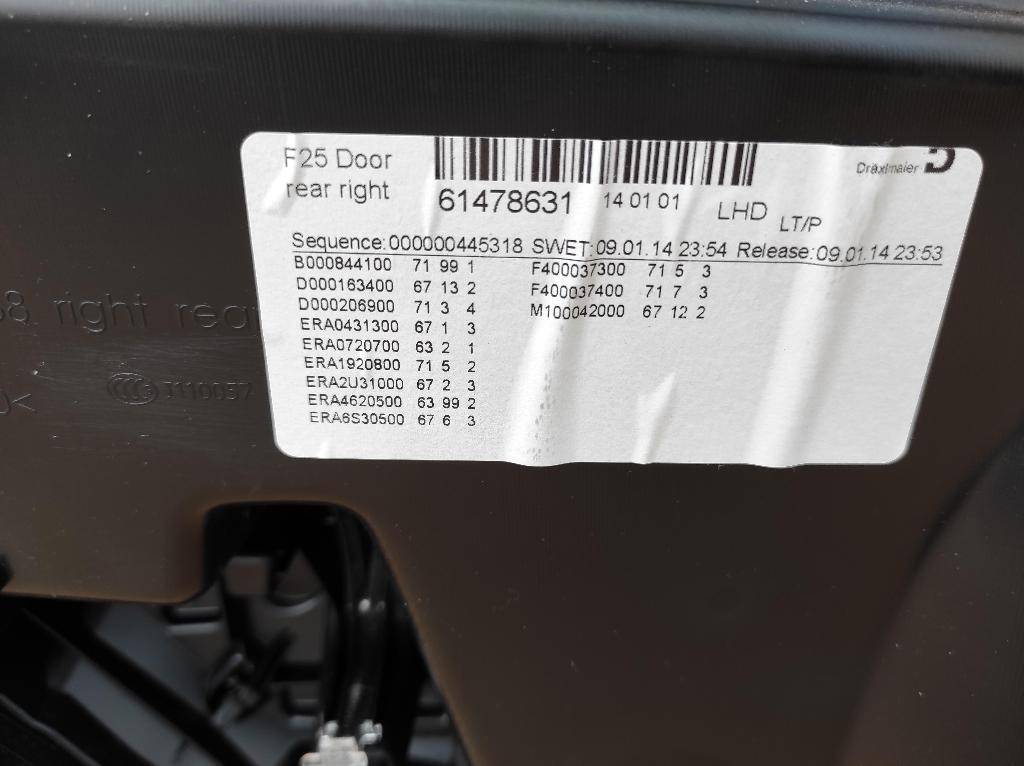 F25 Door
rear right
61478631 14 01 01 LHD LT/P
Dräxlmaier
Sequence:000000445318 SWET:09.01.14 23:54 Release:09.01.14 23:53
B000844100 71 99 1 F400037300 71 5 3
D000163400 67 13 2 F400037400 71 7 3
D000206900 71 3 4 M100042000 67 12 2
ERA0431300 67 1 3
ERA0720700 63 2 1
ERA1920800 71 5 2
ERA2U31000 67 2 3
ERA4620500 63 99 2
ERA6S30500 67 6 3
right rear